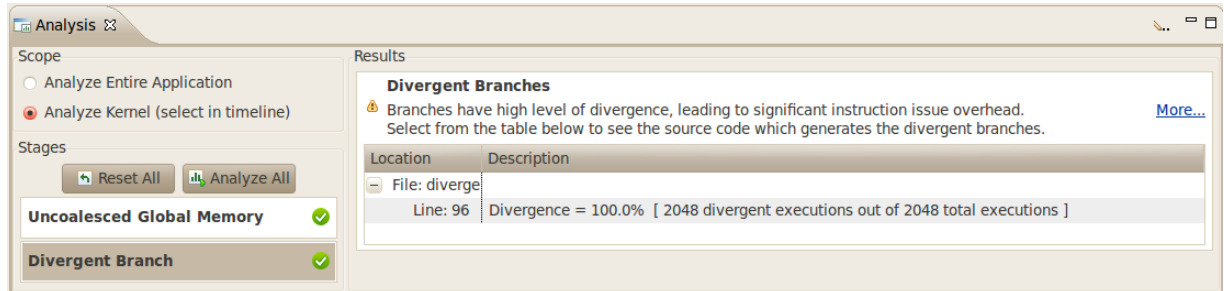 Analysis
Scope
Analyze Entire Application
Analyze Kernel (select in timeline)
Stages
Reset All
Analyze All
Uncoalesced Global Memory
Divergent Branch
Results
Divergent Branches
Branches have high level of divergence, leading to significant instruction issue overhead. More...
Select from the table below to see the source code which generates the divergent branches.
Location Description
File: diverge
Line: 96 Divergence = 100.0% [ 2048 divergent executions out of 2048 total executions ]